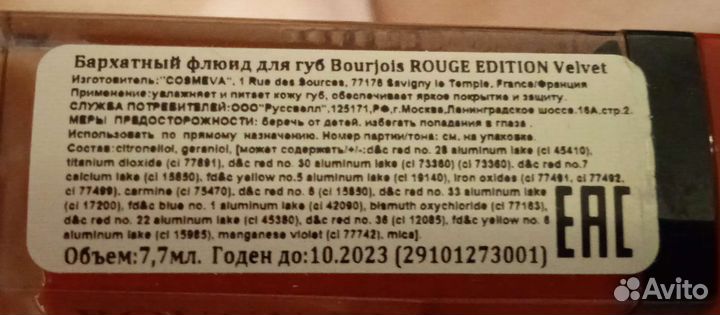 Бархатный флюид для губ Bourjois ROUGE EDITION Velvet
Изготовитель:"COSMEVA", 1 Rue des Sources, 77176 Savigny le Temple, France/Франция
Применение:увлажняет и питает кожу губ, обеспечивает яркое покрытие и защиту.
СЛУЖБА ПОТРЕБИТЕЛЕЙ:ООО"Руссвэлл",125171,РФ,г.Москва,Ленинградское шоссе,16А,стр.2.
МЕРЫ ПРЕДОСТОРОЖНОСТИ: беречь от детей, избегать попадания в глаза.
Использовать по прямому назначению. Номер партии/тона: см. на упаковке.
Состав:citronellol, geraniol, [может содержать/+/-:d&c red no. 28 aluminum lake (ci 45410),
titanium dioxide (ci 77891), d&c red no. 30 aluminum lake (ci 73360) (ci 73360), d&c red no.7
calcium lake (ci 15850), fd&c yellow no.5 aluminum lake (ci 19140), iron oxides (ci 77491, ci 77492,
ci 77499), carmine (ci 75470), d&c red no. 6 (ci 15850), d&c red no. 33 aluminum lake
(ci 17200), fd&c blue no. 1 aluminum lake (ci 42090), bismuth oxychloride (ci 77163),
d&c red no. 22 aluminum lake (ci 45380), d&c red no. 36 (ci 12085), fd&c yellow no. 6
aluminum lake (ci 15985), manganese violet (ci 77742), mica].
EAC
Объем:7,7мл. Годен до:10.2023 (29101273001)
Avito